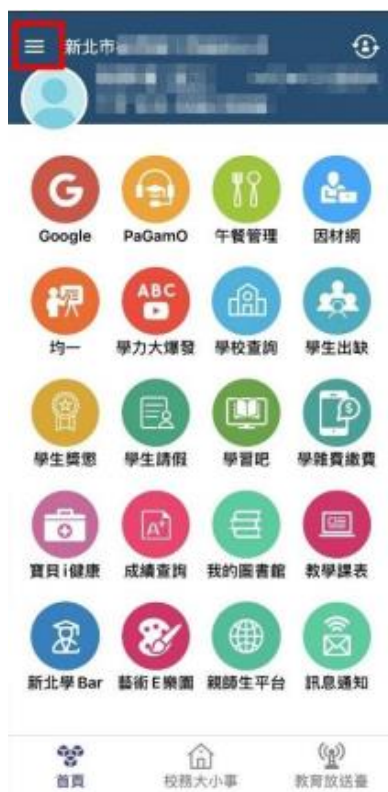 新北市
Google PaGamO 午餐管理 因材網
ABC
均一 學力大爆發 學校查詢 學生出缺
學生獎懲 學生請假 學習吧 學雜費繳費
A+
寶貝i健康 成績查詢 我的圖書館 教學課表
新北學Bar 藝術E樂園 親師生平台 訊息通知
首頁 校務大小事 教育放送臺